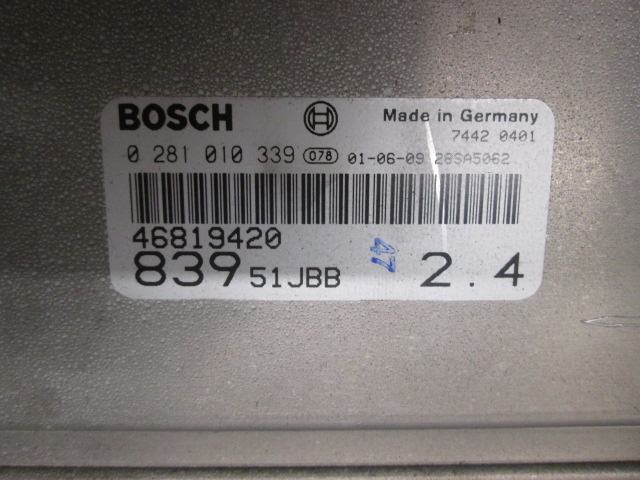 BOSCH Made in Germany
7442 0401
0 281 010 339 078 01-06-09 28SA5062
46819420
839 51JBB 47 2.4